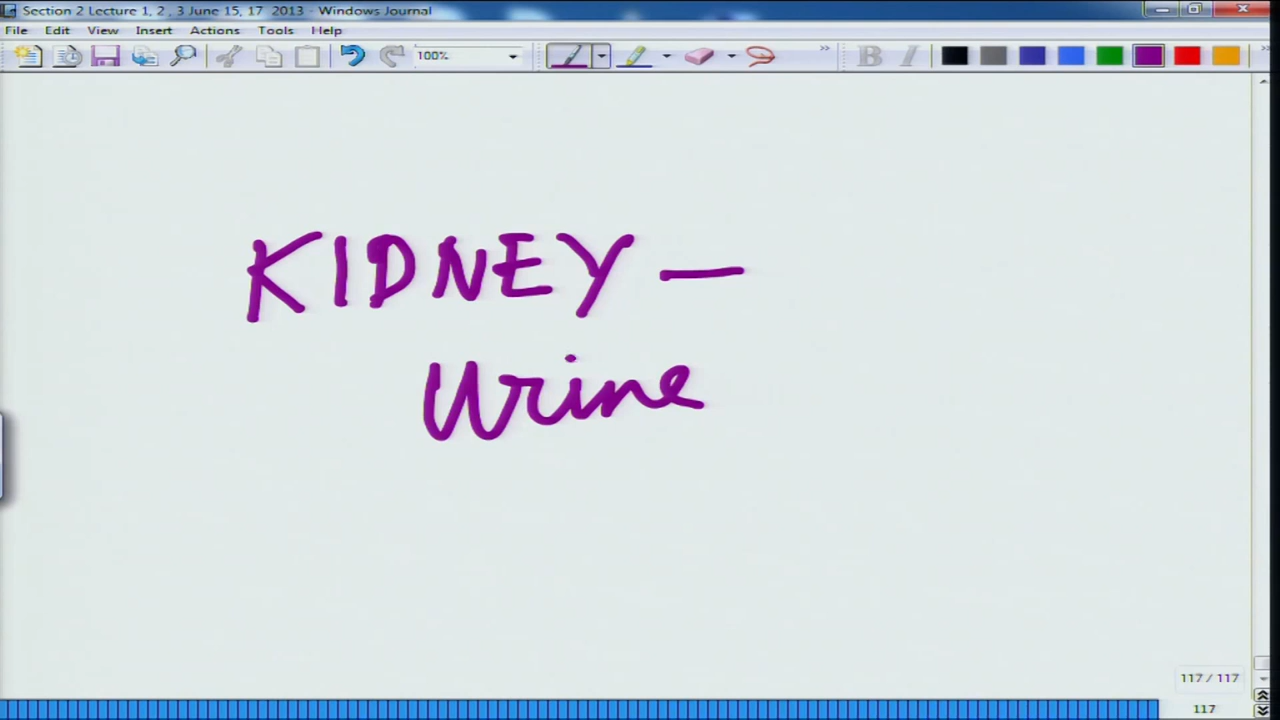 Section 2 Lecture 1, 2 , 3 June 15, 17 2013 - Windows Journal
File Edit View Insert Actions Tools Help
100% B I
KIDNEY —
Urine
117 / 117
117